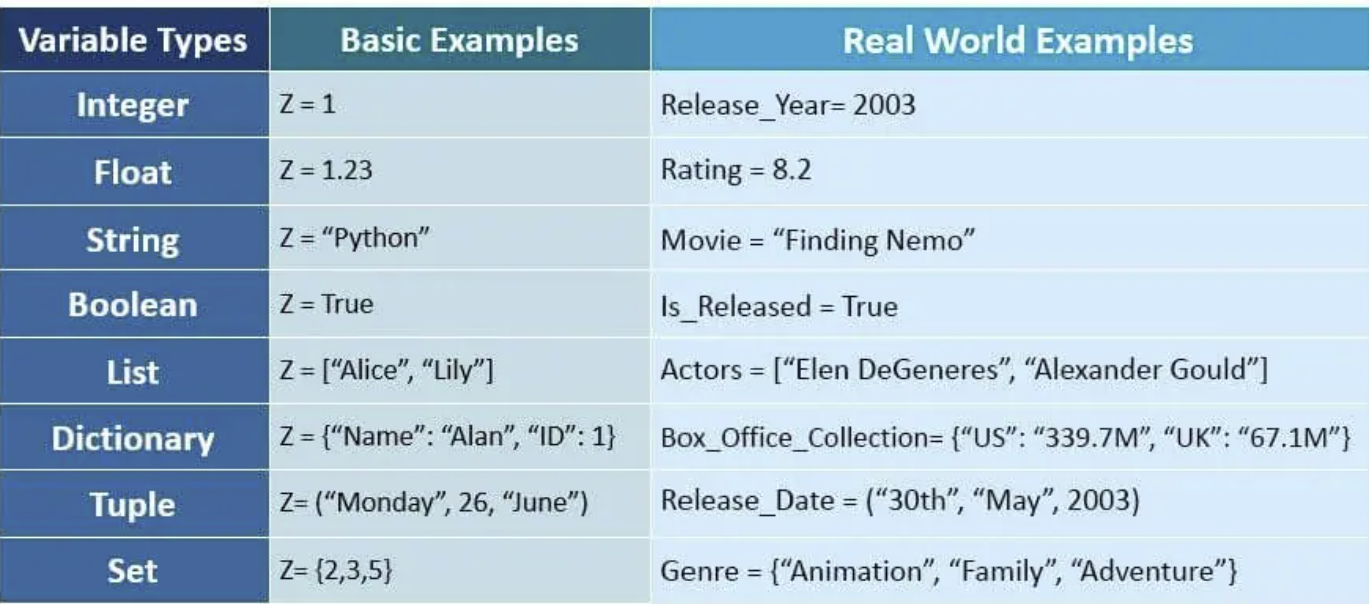 Variable Types Basic Examples Real World Examples
Integer Z = 1 Release_Year= 2003
Float Z = 1.23 Rating = 8.2
String Z = “Python” Movie = “Finding Nemo”
Boolean Z = True Is_Released = True
List Z = [“Alice”, “Lily”] Actors = [“Elen DeGeneres”, “Alexander Gould”]
Dictionary Z = {“Name”: “Alan”, “ID”: 1} Box_Office_Collection= {“US”: “339.7M”, “UK”: “67.1M”}
Tuple Z= (“Monday”, 26, “June”) Release_Date = (“30th”, “May”, 2003)
Set Z= {2,3,5} Genre = {“Animation”, “Family”, “Adventure”}